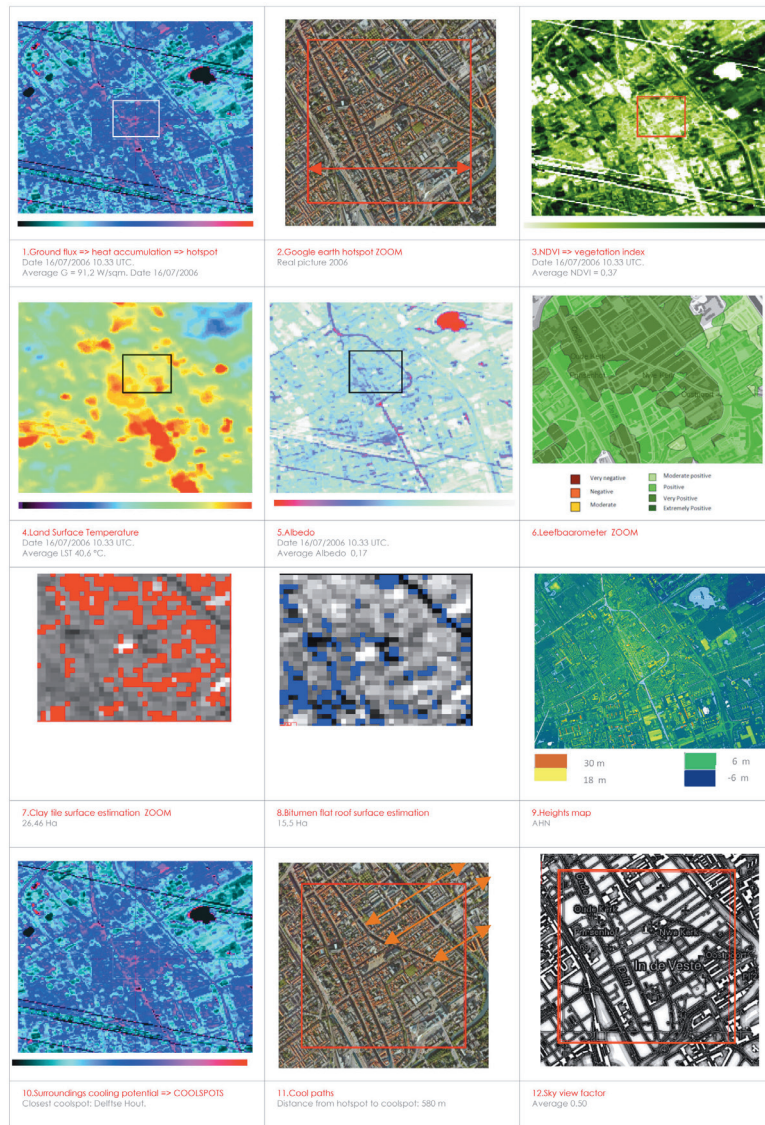 1.Ground flux => heat accumulation => hotspot
Date 16/07/2006 10.33 UTC.
Average G = 91,2 W/sqm. Date 16/07/2006
2.Google earth hotspot ZOOM
Real picture 2006
3.NDVI => vegetation index
Date 16/07/2006 10.33 UTC.
Average NDVI = 0,37
Very negative
Negative
Moderate
Moderate positive
Positive
Very Positive
Extremely Positive
4.Land Surface Temperature
Date 16/07/2006 10.33 UTC.
Average LST 40,6 °C.
5.Albedo
Date 16/07/2006 10.33 UTC.
Average Albedo 0,17
6.Leefbaarometer ZOOM
30 m
18 m
6 m
-6 m
7.Clay tile surface estimation ZOOM
26,46 Ha
8.Bitumen flat roof surface estimation
15,5 Ha
9.Heights map
AHN
Oude Kerk
Nwe Kerk
In de Veste
10.Surroundings cooling potential => COOLSPOTS
Closest coolspot: Delftse Hout.
11.Cool paths
Distance from hotspot to coolspot: 580 m
12.Sky view factor
Average 0.50